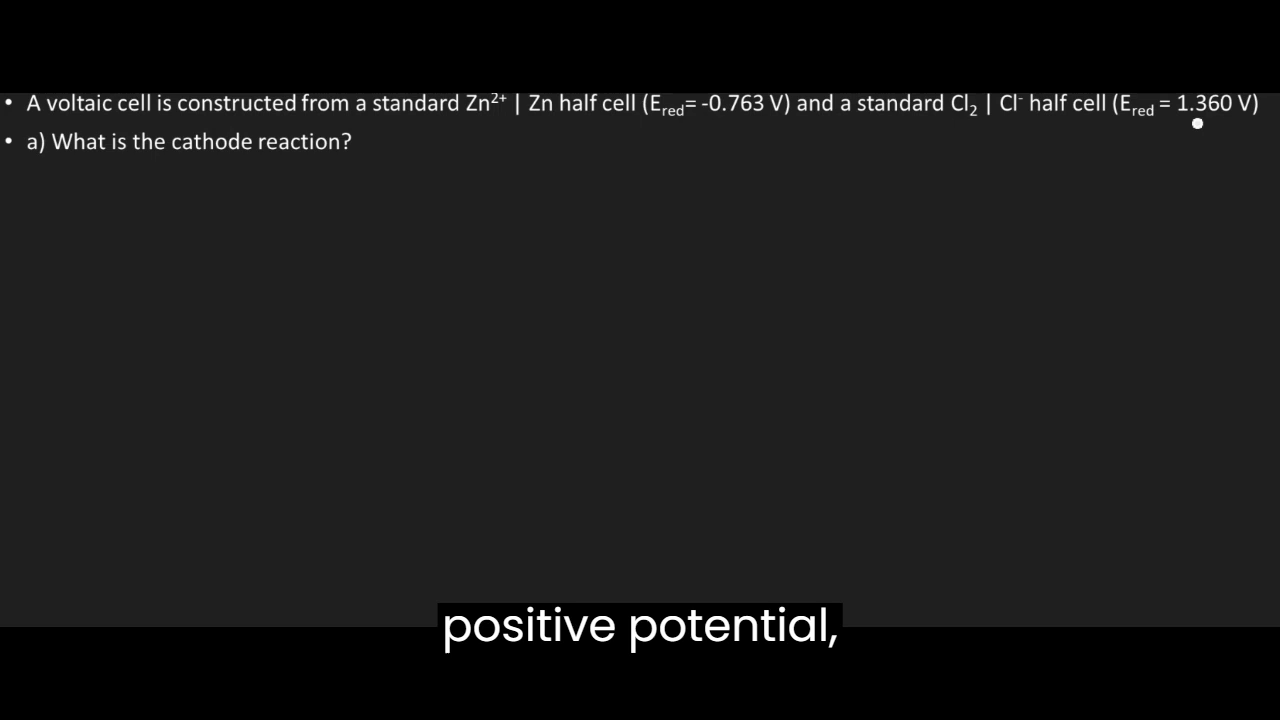 • A voltaic cell is constructed from a standard Zn²⁺ | Zn half cell (E_red= -0.763 V) and a standard Cl₂ | Cl⁻ half cell (E_red = 1.360 V)
• a) What is the cathode reaction?
positive potential,